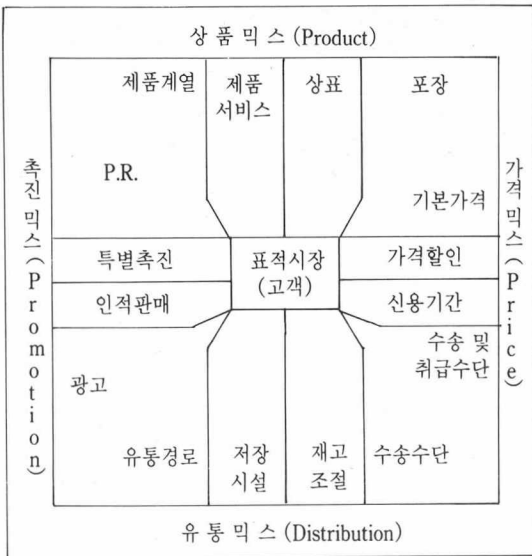 상품믹스 (Product)
제품계열
제품
서비스
상표
포장
P.R.
기본가격
촉진믹스(Promotion)
가격믹스(Price)
특별촉진
표적시장
(고객)
가격할인
인적판매
신용기간
수송 및
취급수단
광고
유통경로
저장
시설
재고
조절
수송수단
유통믹스 (Distribution)